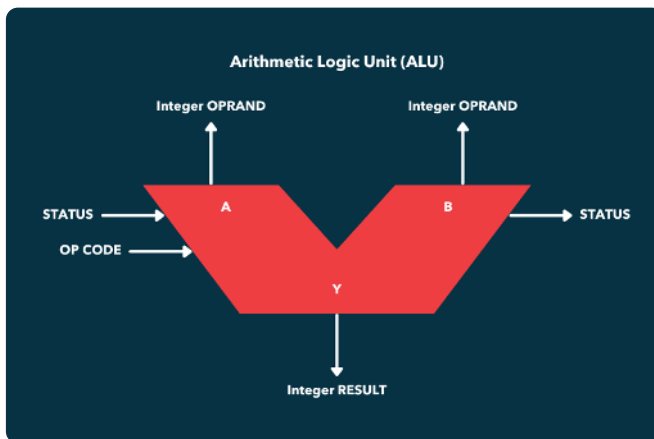 Arithmetic Logic Unit (ALU)
Integer OPRAND
Integer OPRAND
A
B
STATUS
STATUS
OP CODE
Y
Integer RESULT